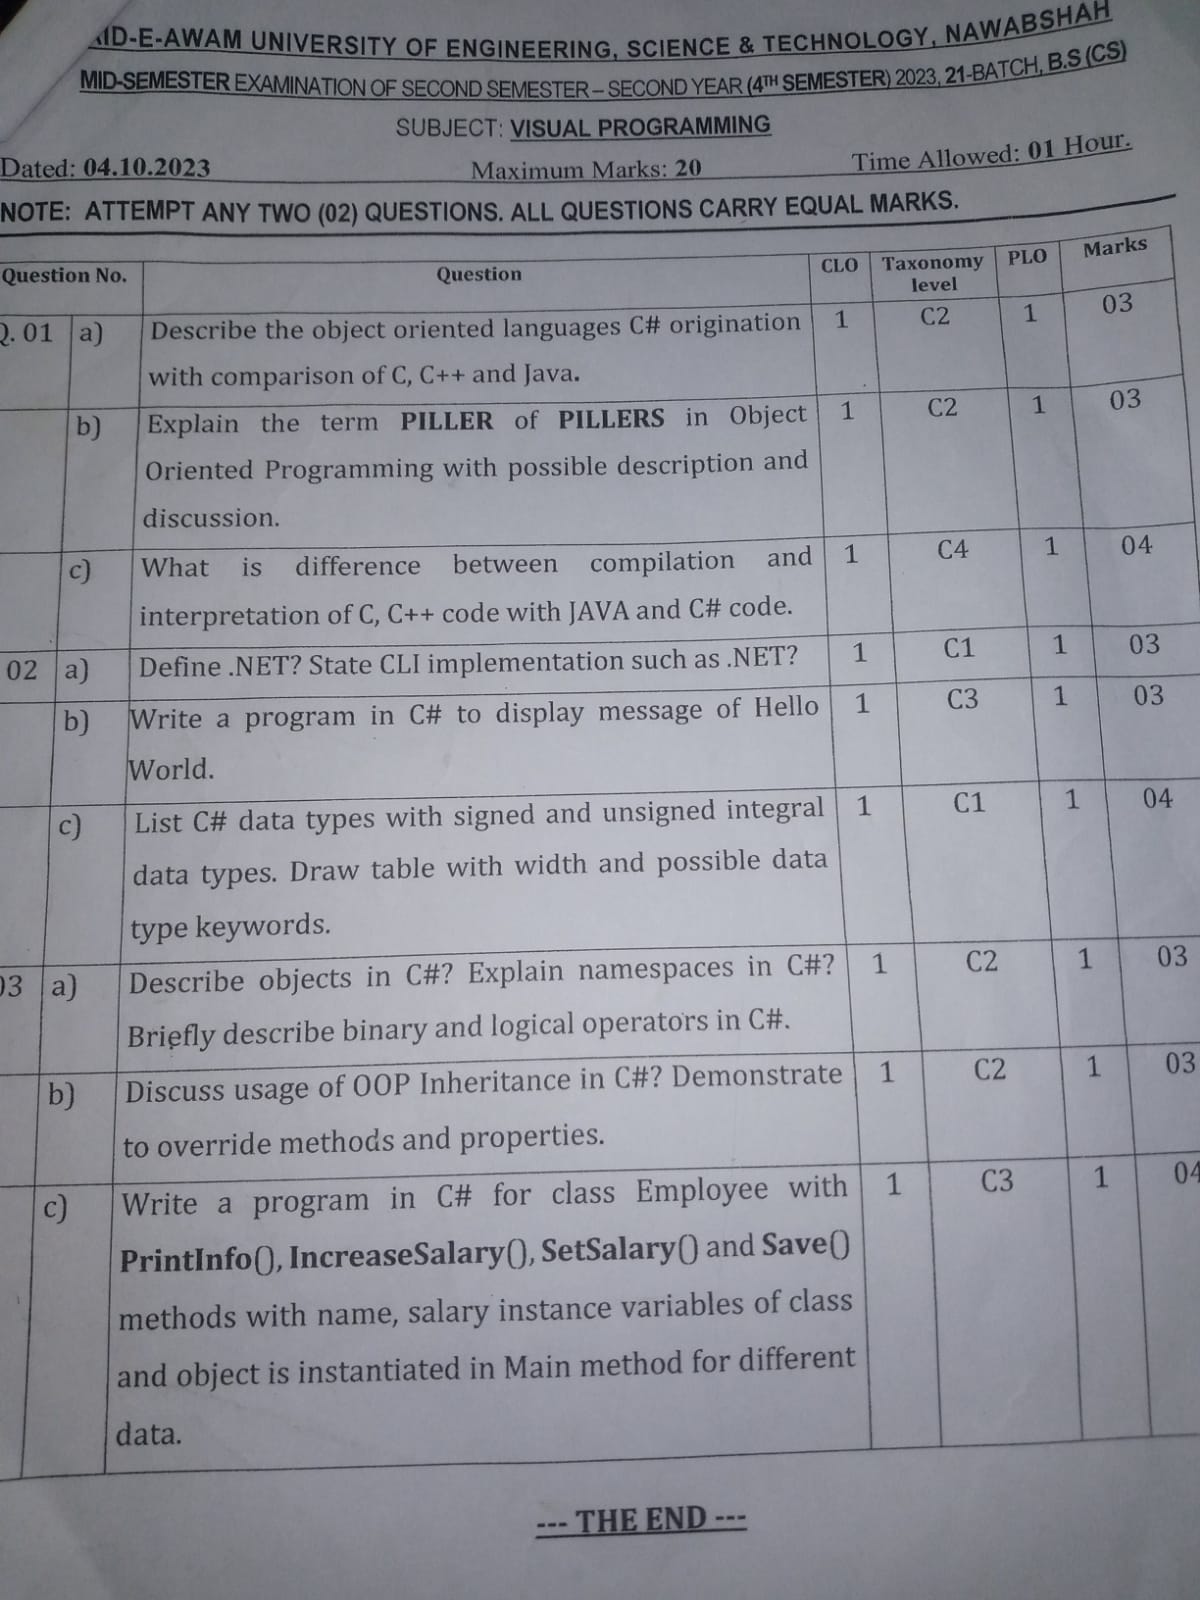 AID-E-AWAM UNIVERSITY OF ENGINEERING, SCIENCE & TECHNOLOGY, NAWABSHAH
MID-SEMESTER EXAMINATION OF SECOND SEMESTER – SECOND YEAR (4TH SEMESTER) 2023, 21-BATCH, B.S (CS)
SUBJECT: VISUAL PROGRAMMING
Dated: 04.10.2023 Maximum Marks: 20 Time Allowed: 01 Hour.
NOTE: ATTEMPT ANY TWO (02) QUESTIONS. ALL QUESTIONS CARRY EQUAL MARKS.
Question No. Question CLO Taxonomy level PLO Marks
Q. 01 a) Describe the object oriented languages C# origination 1 C2 1 03
with comparison of C, C++ and Java.
b) Explain the term PILLER of PILLERS in Object 1 C2 1 03
Oriented Programming with possible description and
discussion.
c) What is difference between compilation and 1 C4 1 04
interpretation of C, C++ code with JAVA and C# code.
02 a) Define .NET? State CLI implementation such as .NET? 1 C1 1 03
b) Write a program in C# to display message of Hello 1 C3 1 03
World.
c) List C# data types with signed and unsigned integral 1 C1 1 04
data types. Draw table with width and possible data
type keywords.
03 a) Describe objects in C#? Explain namespaces in C#? 1 C2 1 03
Briefly describe binary and logical operators in C#.
b) Discuss usage of OOP Inheritance in C#? Demonstrate 1 C2 1 03
to override methods and properties.
c) Write a program in C# for class Employee with 1 C3 1 04
PrintInfo(), IncreaseSalary(), SetSalary() and Save()
methods with name, salary instance variables of class
and object is instantiated in Main method for different
data.
--- THE END ---